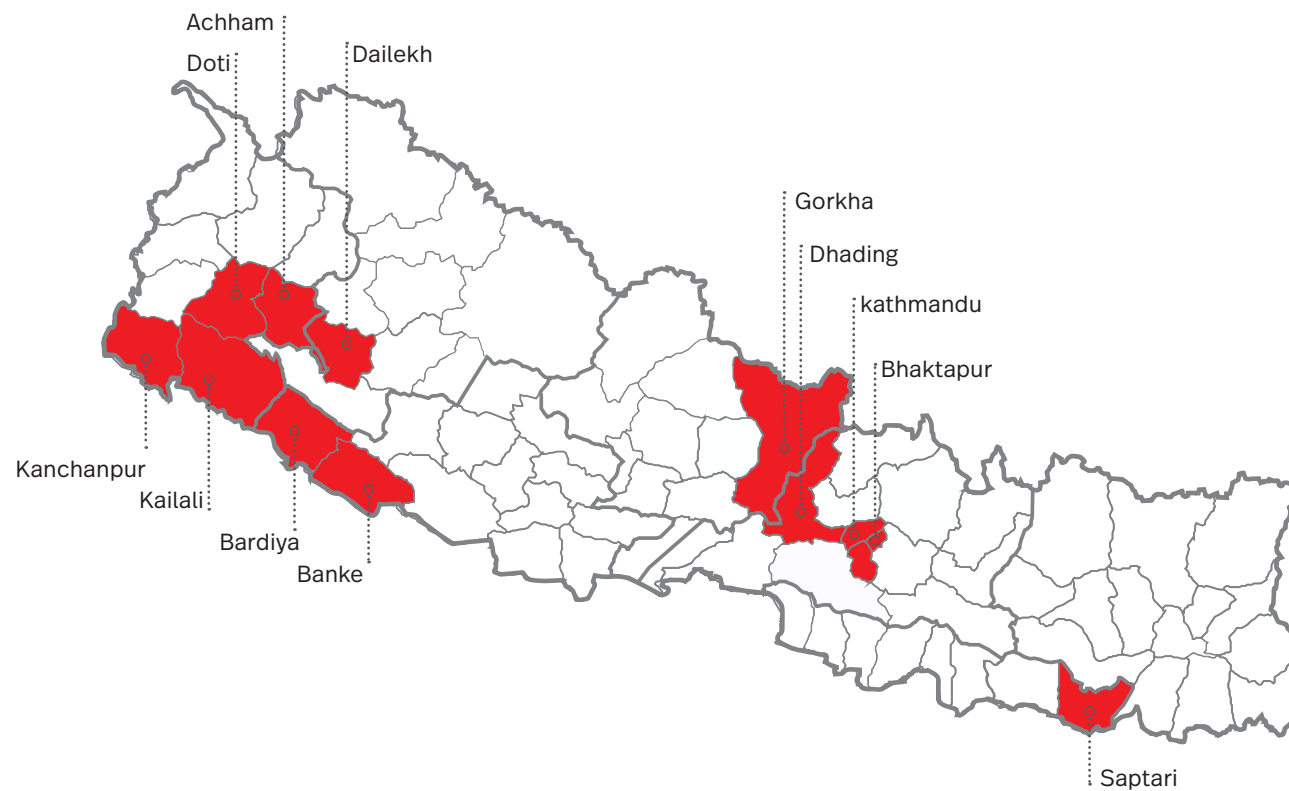 Achham
Doti
Dailekh
Gorkha
Dhading
kathmandu
Bhaktapur
Kanchanpur
Kailali
Bardiya
Banke
Saptari